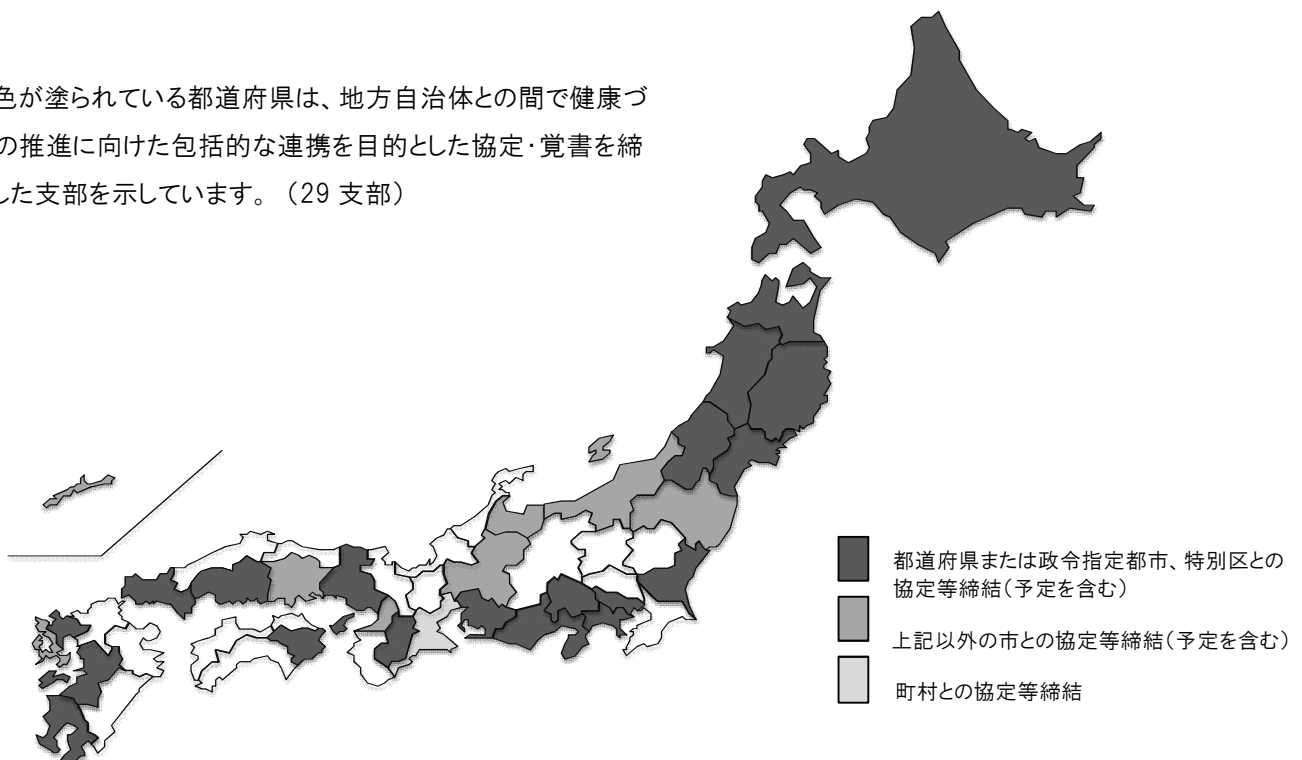 色が塗られている都道府県は、地方自治体との間で健康づ
の推進に向けた包括的な連携を目的とした協定・覚書を締
した支部を示しています。（29 支部）
都道府県または政令指定都市、特別区との
協定等締結（予定を含む）
上記以外の市との協定等締結（予定を含む）
町村との協定等締結